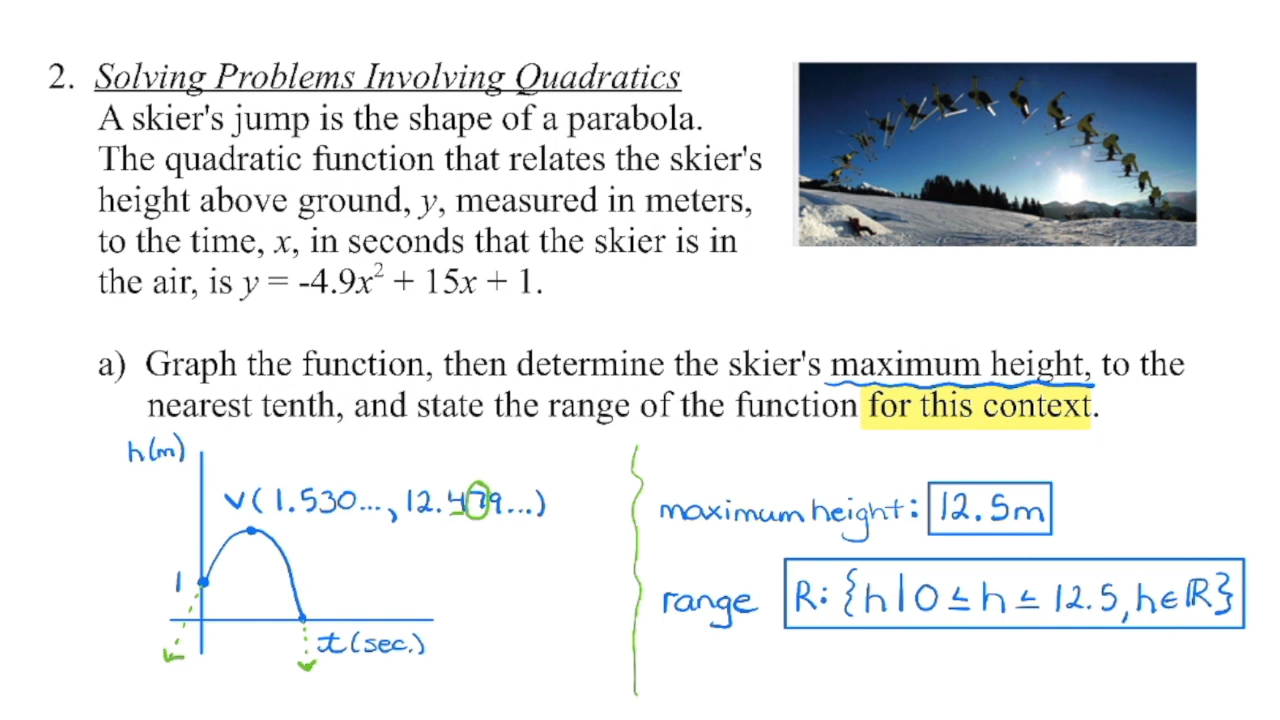 2. Solving Problems Involving Quadratics
A skier's jump is the shape of a parabola.
The quadratic function that relates the skier's
height above ground, y, measured in meters,
to the time, x, in seconds that the skier is in
the air, is y = -4.9x² + 15x + 1.
a) Graph the function, then determine the skier's maximum height, to the
nearest tenth, and state the range of the function for this context.
h(m)
V(1.530..., 12.479...)
1
t(sec.)
maximum height: 12.5m
range R: {h|0 ≤ h ≤ 12.5, h∈ℝ}